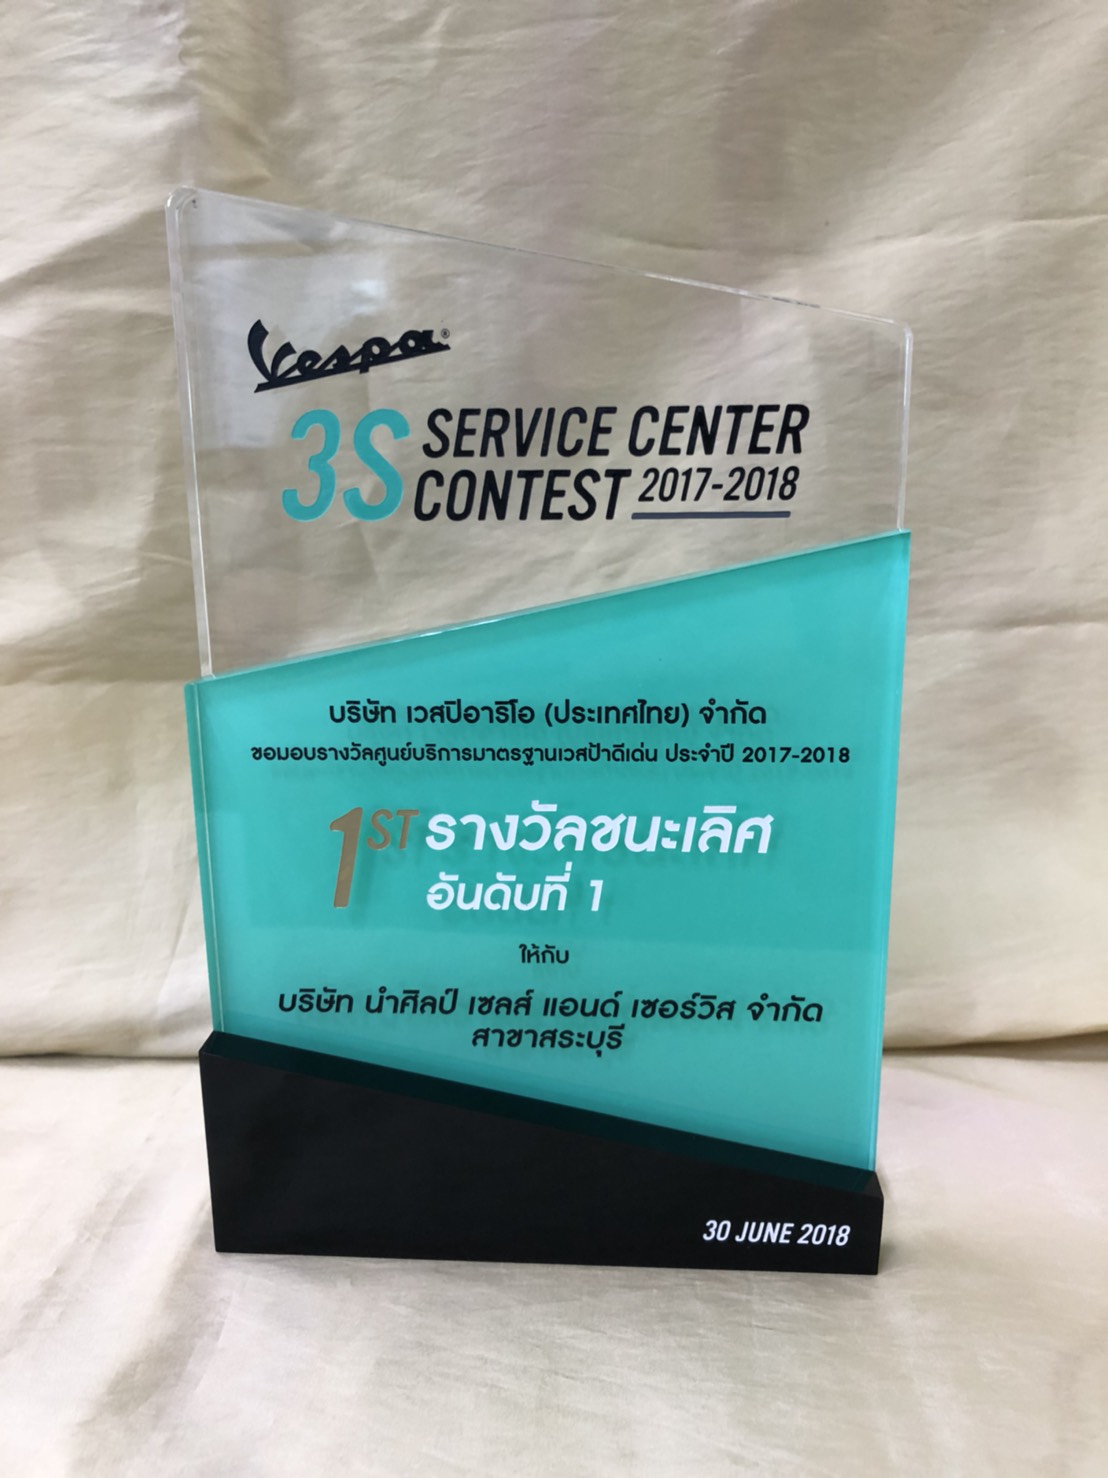 Vespa®
3S SERVICE CENTER
CONTEST 2017-2018
บริษัท เวสปิอาริโอ (ประเทศไทย) จำกัด
ขอมอบรางวัลศูนย์บริการมาตรฐานเวสป้าดีเด่น ประจำปี 2017-2018
1ST รางวัลชนะเลิศ
อันดับที่ 1
ให้กับ
บริษัท นำศิลป์ เซลส์ แอนด์ เซอร์วิส จำกัด
สาขาสระบุรี
30 JUNE 2018